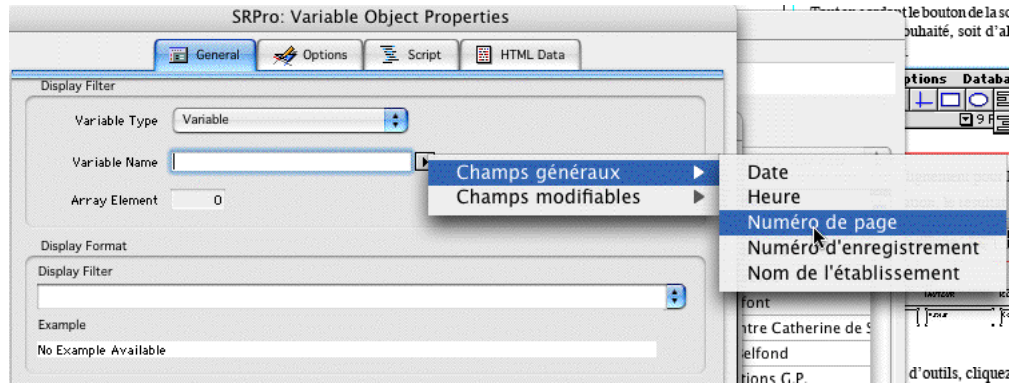 SRPro: Variable Object Properties
General Options Script HTML Data
Display Filter
Variable Type Variable
Variable Name
Array Element 0
Champs généraux
Champs modifiables
Date
Heure
Numéro de page
Numéro d'enregistrement
Nom de l'établissement
Display Format
Display Filter
Example
No Example Available
le bouton de la so
ouhaité, soit d'al
ptions Databa
9
font
ntre Catherine de S
elfond
tions G.P.
d'outils, cliquez